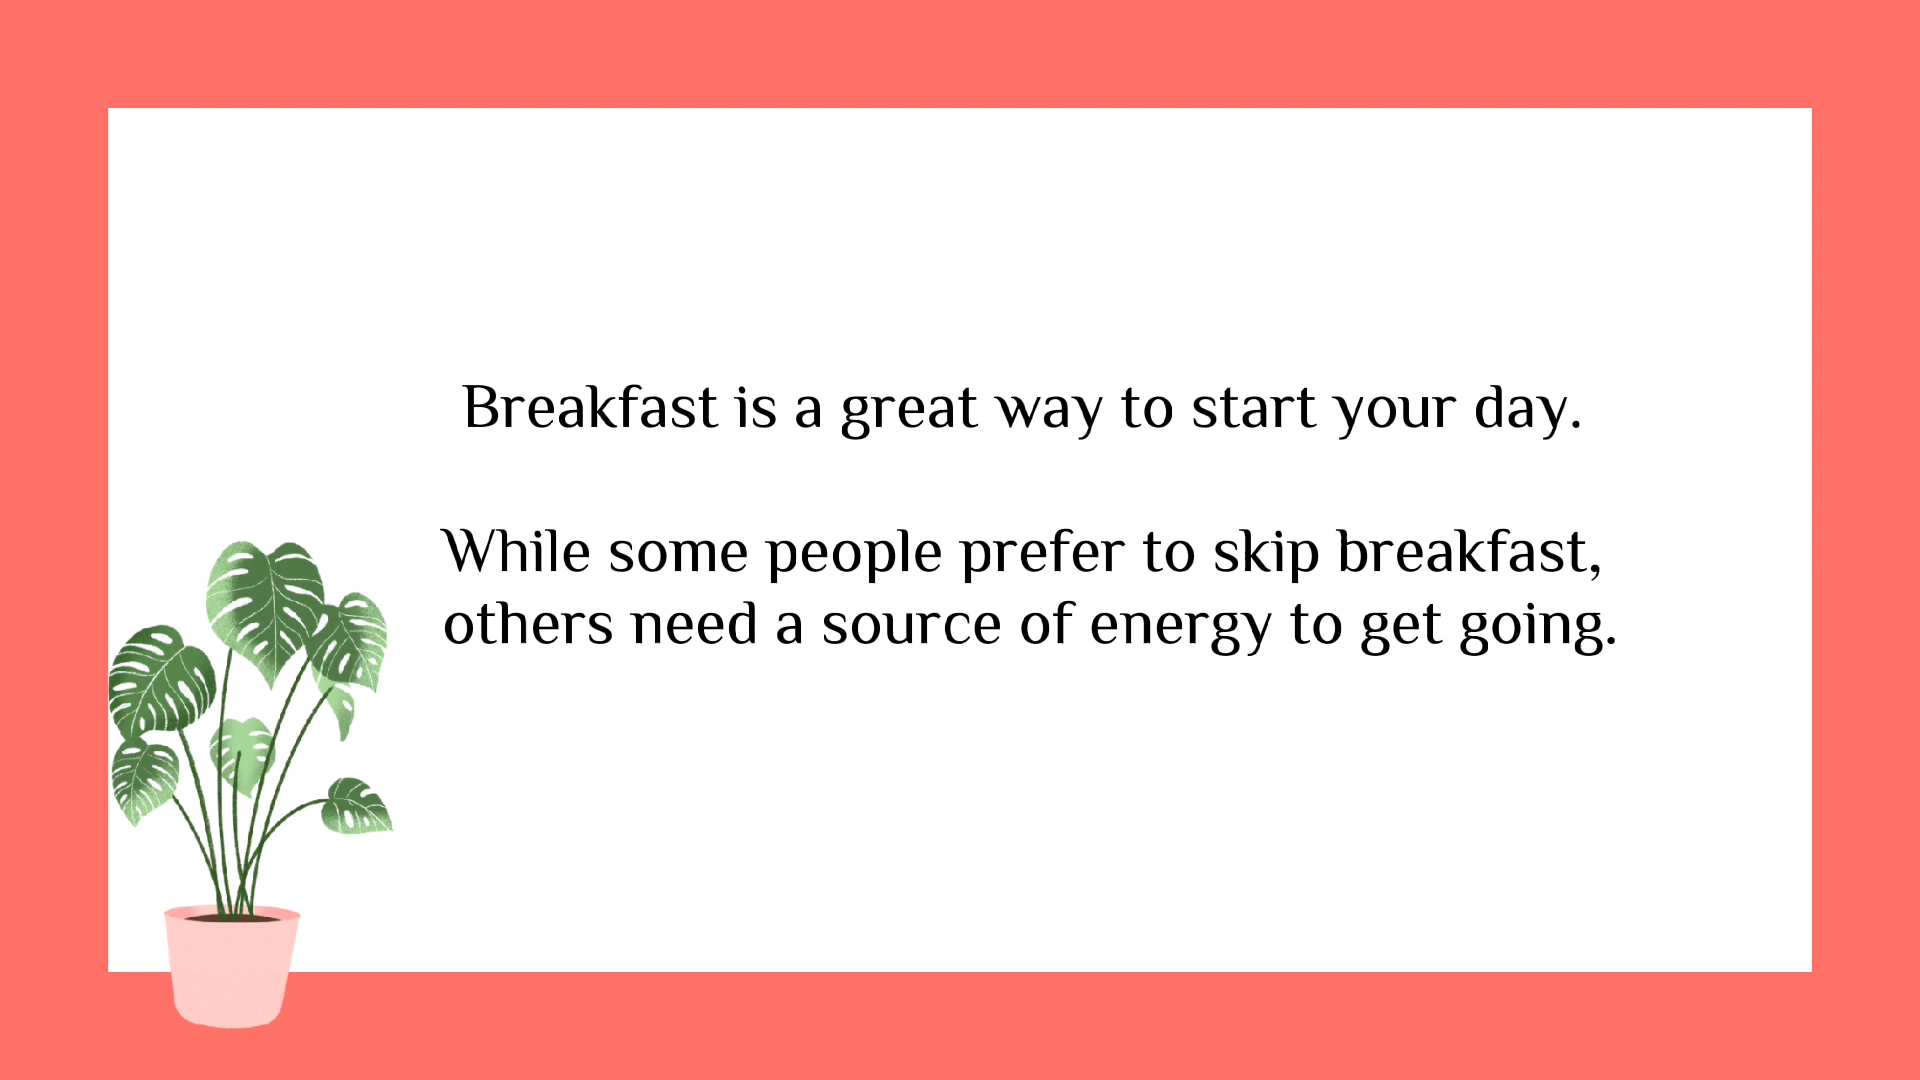 Breakfast is a great way to start your day.
While some people prefer to skip breakfast,
others need a source of energy to get going.